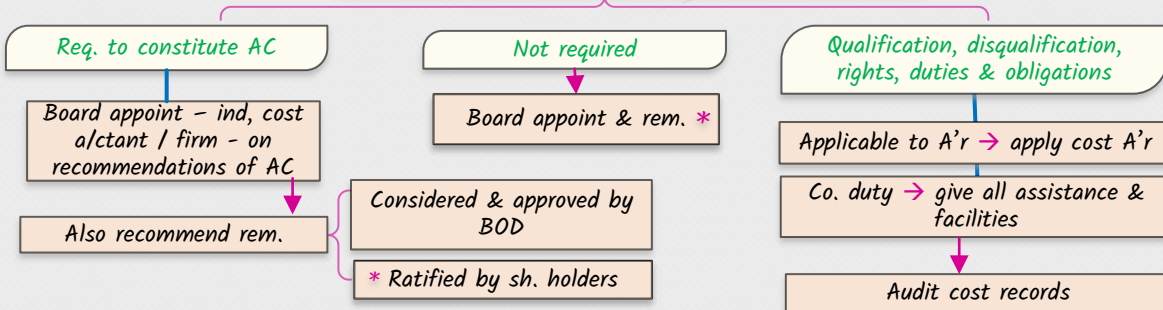 Req. to constitute AC
Board appoint – ind, cost
a/ctant / firm - on
recommendations of AC
Also recommend rem.
Considered & approved by
BOD
* Ratified by sh. holders
Not required
Board appoint & rem. *
Qualification, disqualification,
rights, duties & obligations
Applicable to A'r → apply cost A'r
Co. duty → give all assistance &
facilities
Audit cost records